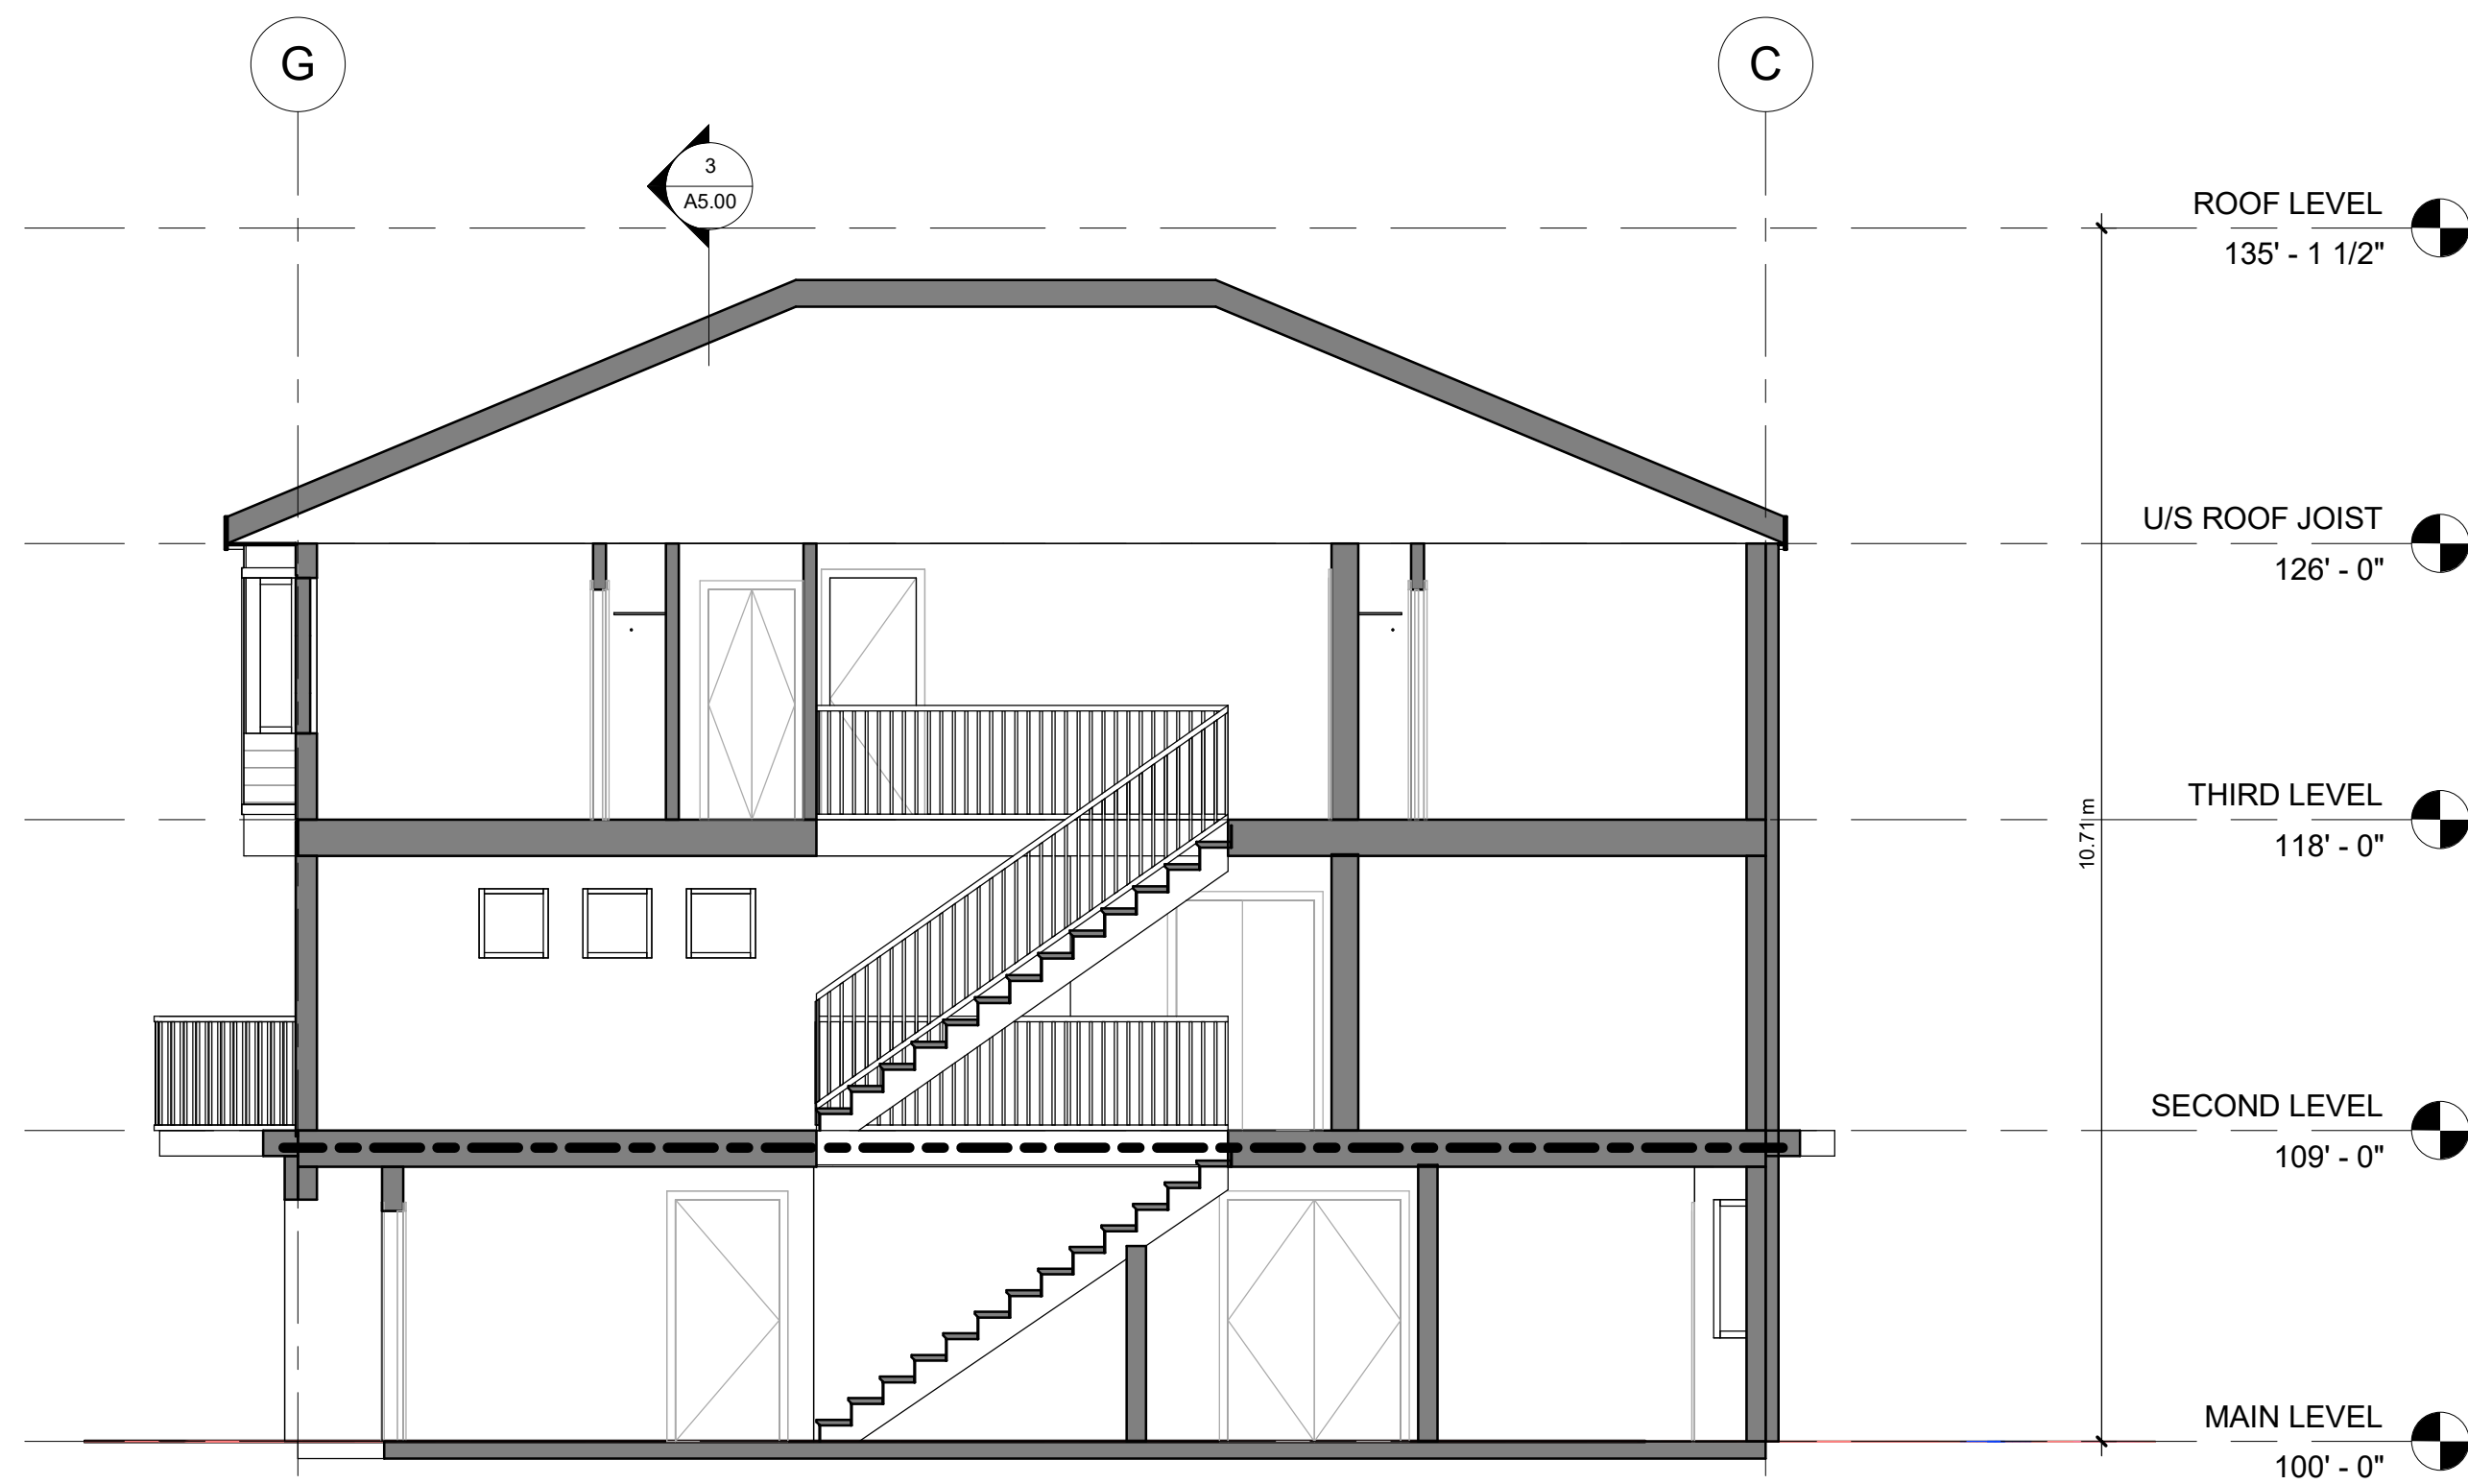 G
C
3
A5.00
ROOF LEVEL
135' - 1 1/2"
U/S ROOF JOIST
126' - 0"
THIRD LEVEL
118' - 0"
10.71 m
SECOND LEVEL
109' - 0"
MAIN LEVEL
100' - 0"